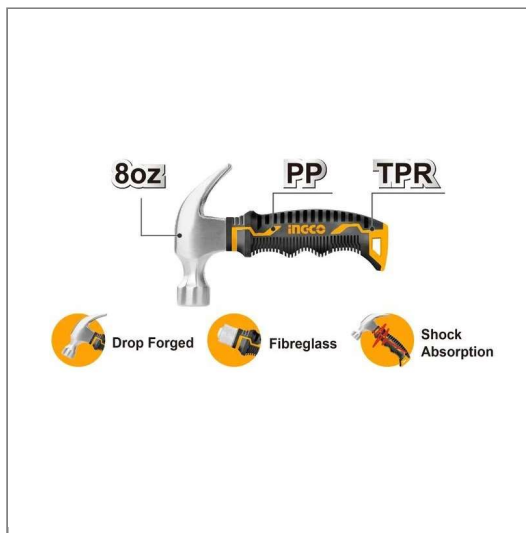 8oz
PP
TPR
INGCO
Drop Forged
Fibreglass
Shock
Absorption